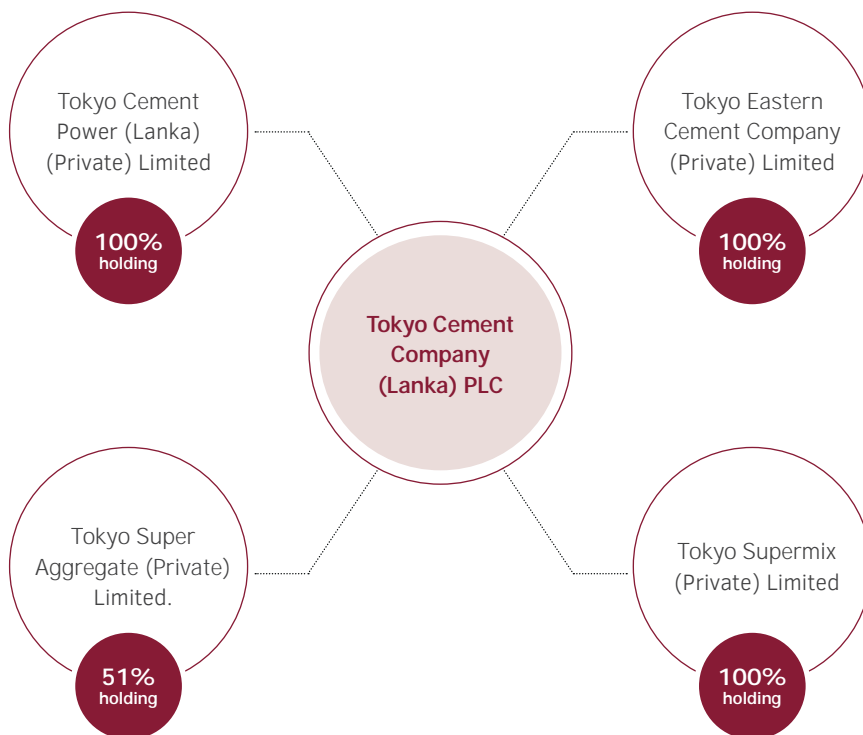 Tokyo Cement
Power (Lanka)
(Private) Limited
100%
holding
Tokyo Eastern
Cement Company
(Private) Limited
100%
holding
Tokyo Cement
Company
(Lanka) PLC
Tokyo Super
Aggregate (Private)
Limited.
51%
holding
Tokyo Supermix
(Private) Limited
100%
holding